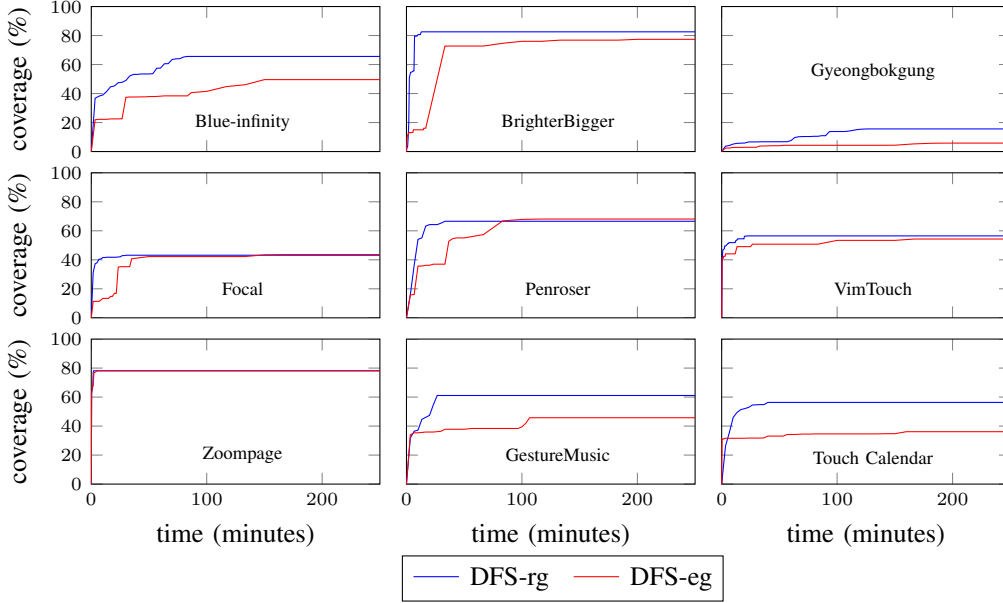 100
80
60
40
20
0
coverage (%)
Blue-infinity
BrighterBigger
Gyeongbokgung
100
80
60
40
20
0
coverage (%)
Focal
Penroser
VimTouch
100
80
60
40
20
0
coverage (%)
Zoompage
GestureMusic
Touch Calendar
0 100 200
0 100 200
0 100 200
time (minutes)
time (minutes)
time (minutes)
DFS-rg DFS-eg